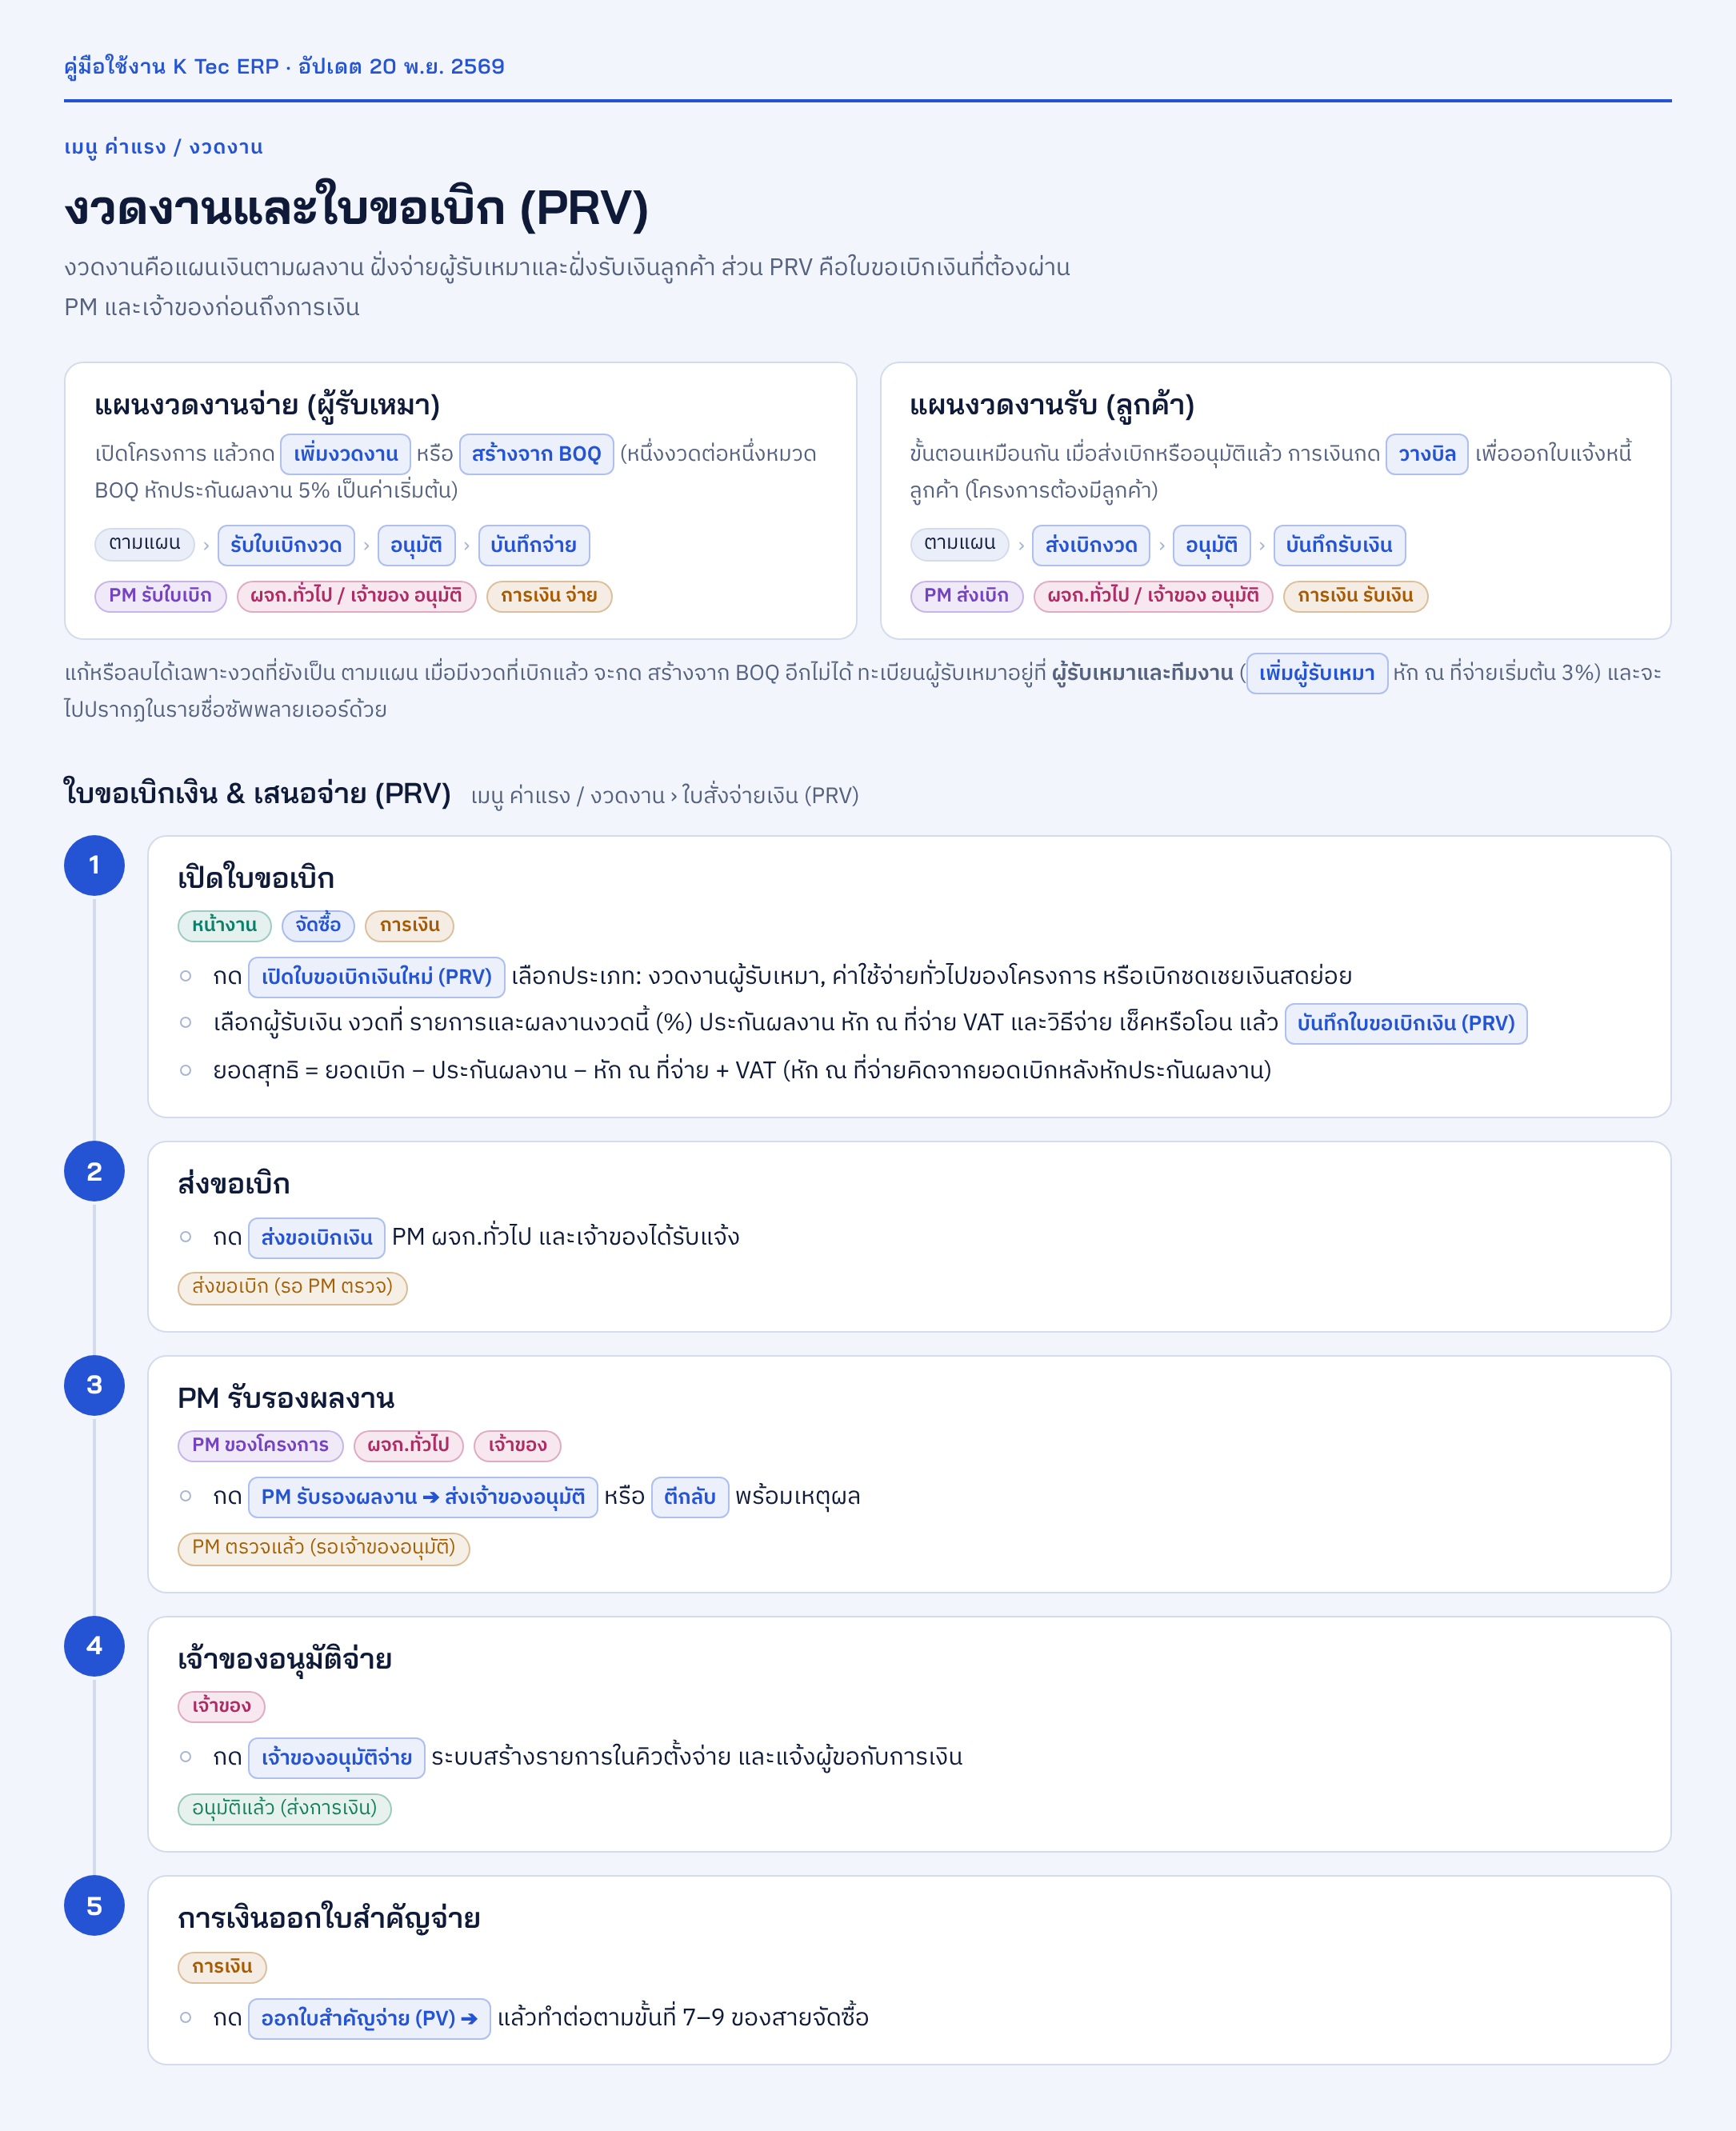 คู่มือใช้งาน K Tec ERP · อัปเดต 20 พ.ย. 2569
เมนู ค่าแรง / งวดงาน
งวดงานและใบขอเบิก (PRV)
งวดงานคือแผนเงินตามผลงาน ฝั่งจ่ายผู้รับเหมาและฝั่งรับเงินลูกค้า ส่วน PRV คือใบขอเบิกเงินที่ต้องผ่าน
PM และเจ้าของก่อนถึงการเงิน
แผนงวดงานจ่าย (ผู้รับเหมา)
เปิดโครงการ แล้วกด เพิ่มงวดงาน หรือ สร้างจาก BOQ (หนึ่งงวดต่อหนึ่งหมวด
BOQ หักประกันผลงาน 5% เป็นค่าเริ่มต้น)
ตามแผน › รับใบเบิกงวด › อนุมัติ › บันทึกจ่าย
PM รับใบเบิก ผจก.ทั่วไป / เจ้าของ อนุมัติ การเงิน จ่าย
แผนงวดงานรับ (ลูกค้า)
ขั้นตอนเหมือนกัน เมื่อส่งเบิกหรืออนุมัติแล้ว การเงินกด วางบิล เพื่อออกใบแจ้งหนี้
ลูกค้า (โครงการต้องมีลูกค้า)
ตามแผน › ส่งเบิกงวด › อนุมัติ › บันทึกรับเงิน
PM ส่งเบิก ผจก.ทั่วไป / เจ้าของ อนุมัติ การเงิน รับเงิน
แก้หรือลบได้เฉพาะงวดที่ยังเป็น ตามแผน เมื่อมีงวดที่เบิกแล้ว จะกด สร้างจาก BOQ อีกไม่ได้ ทะเบียนผู้รับเหมาอยู่ที่ ผู้รับเหมาและทีมงาน (เพิ่มผู้รับเหมา หัก ณ ที่จ่ายเริ่มต้น 3%) และจะ
ไปปรากฏในรายชื่อซัพพลายเออร์ด้วย
ใบขอเบิกเงิน & เสนอจ่าย (PRV) เมนู ค่าแรง / งวดงาน › ใบสั่งจ่ายเงิน (PRV)
1
เปิดใบขอเบิก
หน้างาน จัดซื้อ การเงิน
กด เปิดใบขอเบิกเงินใหม่ (PRV) เลือกประเภท: งวดงานผู้รับเหมา, ค่าใช้จ่ายทั่วไปของโครงการ หรือเบิกชดเชยเงินสดย่อย
เลือกผู้รับเงิน งวดที่ รายการและผลงานงวดนี้ (%) ประกันผลงาน หัก ณ ที่จ่าย VAT และวิธีจ่าย เช็คหรือโอน แล้ว บันทึกใบขอเบิกเงิน (PRV)
ยอดสุทธิ = ยอดเบิก − ประกันผลงาน − หัก ณ ที่จ่าย + VAT (หัก ณ ที่จ่ายคิดจากยอดเบิกหลังหักประกันผลงาน)
2
ส่งขอเบิก
กด ส่งขอเบิกเงิน PM ผจก.ทั่วไป และเจ้าของได้รับแจ้ง
ส่งขอเบิก (รอ PM ตรวจ)
3
PM รับรองผลงาน
PM ของโครงการ ผจก.ทั่วไป เจ้าของ
กด PM รับรองผลงาน ➔ ส่งเจ้าของอนุมัติ หรือ ตีกลับ พร้อมเหตุผล
PM ตรวจแล้ว (รอเจ้าของอนุมัติ)
4
เจ้าของอนุมัติจ่าย
เจ้าของ
กด เจ้าของอนุมัติจ่าย ระบบสร้างรายการในคิวตั้งจ่าย และแจ้งผู้ขอกับการเงิน
อนุมัติแล้ว (ส่งการเงิน)
5
การเงินออกใบสำคัญจ่าย
การเงิน
กด ออกใบสำคัญจ่าย (PV) ➔ แล้วทำต่อตามขั้นที่ 7–9 ของสายจัดซื้อ